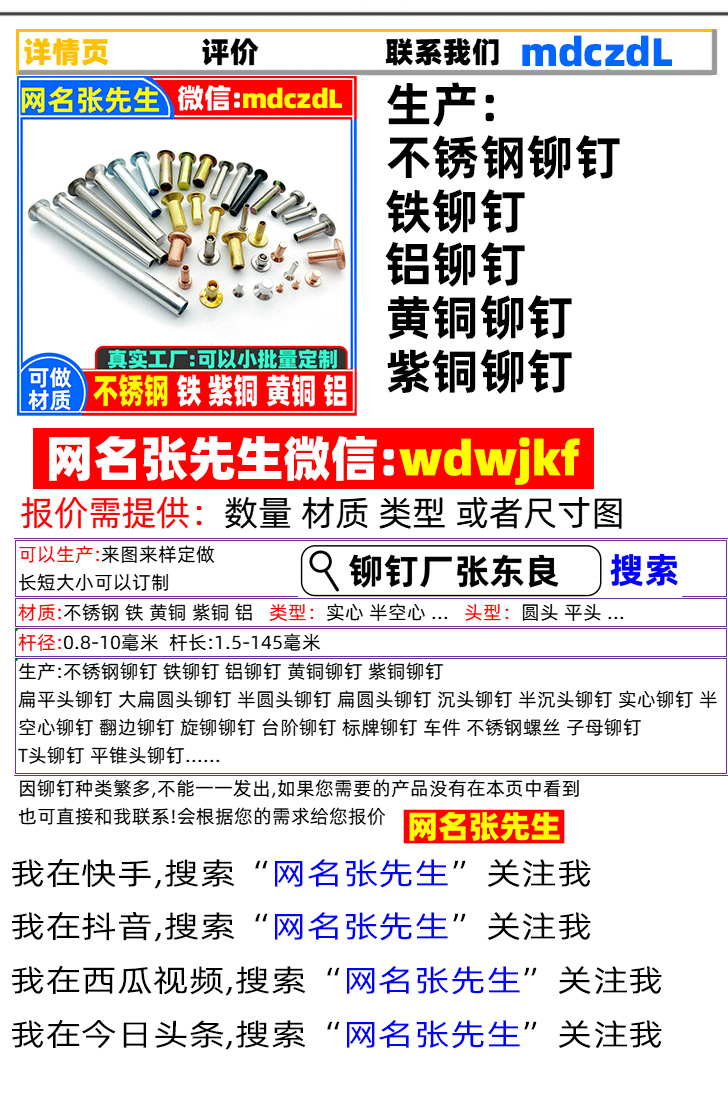 详情页 评价 联系我们 mdczdL
网名张先生 微信:mdczdL
真实工厂:可以小批量定制
可做
材质
不锈钢 铁 紫铜 黄铜 铝
生产:
不锈钢铆钉
铁铆钉
铝铆钉
黄铜铆钉
紫铜铆钉
网名张先生微信:wdwjkf
报价需提供：数量 材质 类型 或者尺寸图
可以生产:来图来样定做
长短大小可以订制
铆钉厂张东良 搜索
材质:不锈钢 铁 黄铜 紫铜 铝 类型：实心 半空心 ... 头型：圆头 平头 ...
杆径:0.8-10毫米 杆长:1.5-145毫米
生产:不锈钢铆钉 铁铆钉 铝铆钉 黄铜铆钉 紫铜铆钉
扁平头铆钉 大扁圆头铆钉 半圆头铆钉 扁圆头铆钉 沉头铆钉 半沉头铆钉 实心铆钉 半
空心铆钉 翻边铆钉 旋铆铆钉 台阶铆钉 标牌铆钉 车件 不锈钢螺丝 子母铆钉
T头铆钉 平锥头铆钉......
因铆钉种类繁多,不能一一发出,如果您需要的产品没有在本页中看到
也可直接和我联系!会根据您的需求给您报价 网名张先生
我在快手,搜索“网名张先生”关注我
我在抖音,搜索“网名张先生”关注我
我在西瓜视频,搜索“网名张先生”关注我
我在今日头条,搜索“网名张先生”关注我